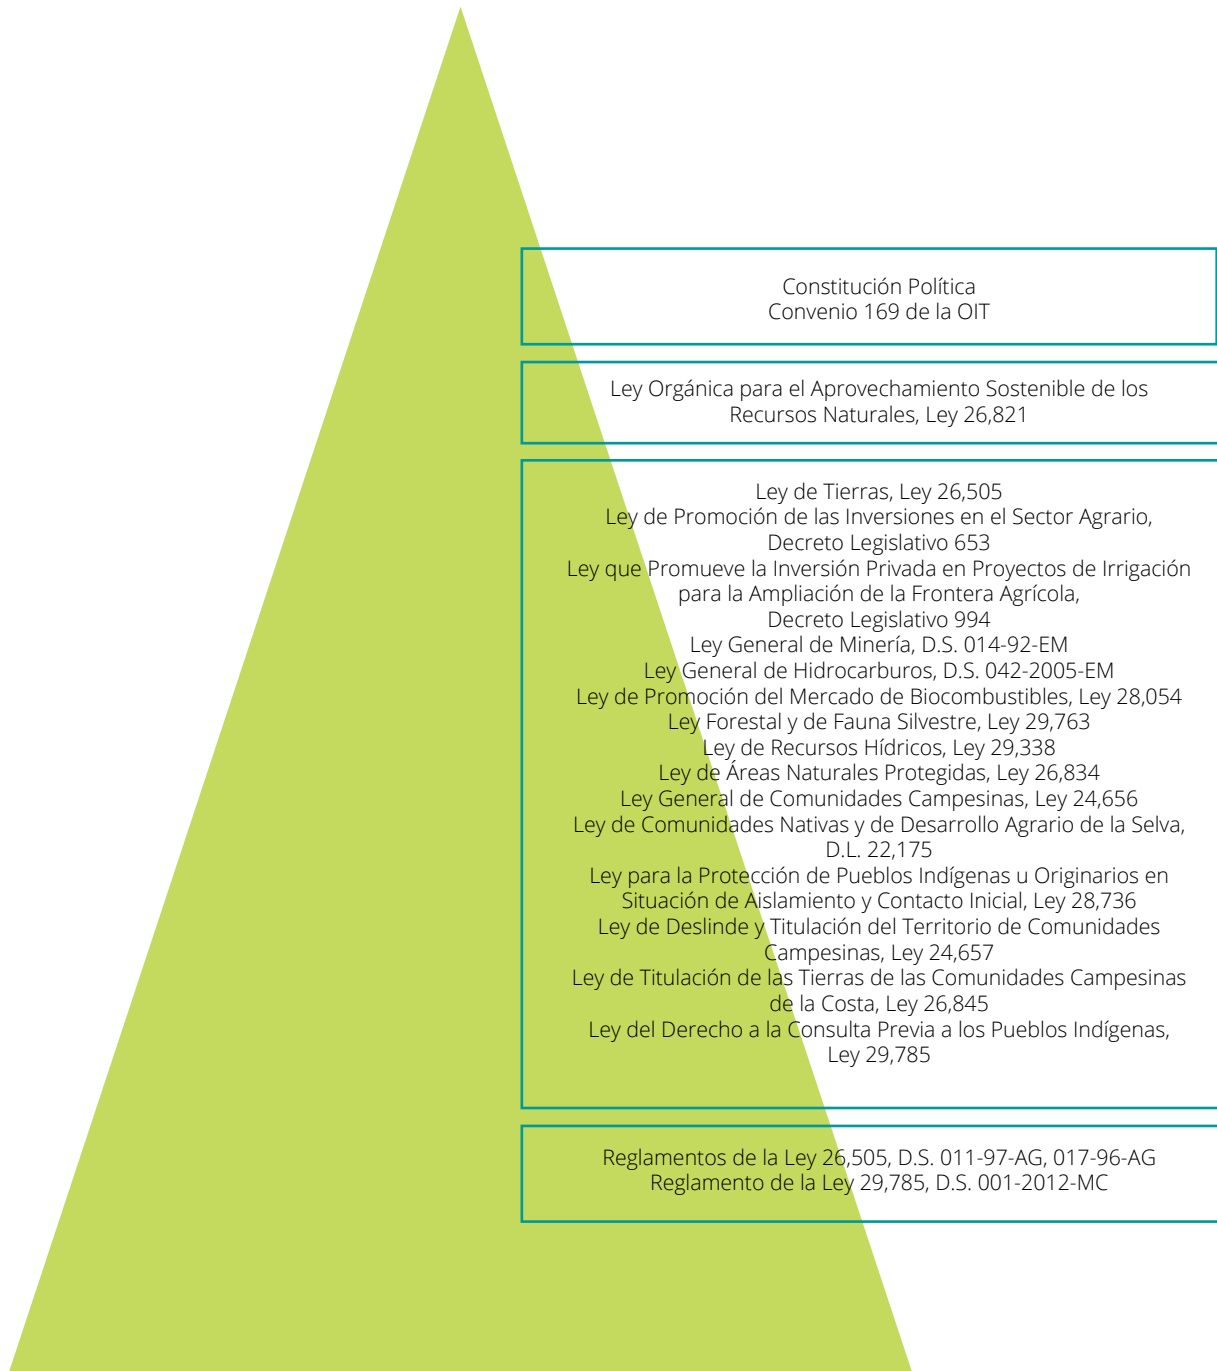 Constitución Política
Convenio 169 de la OIT
Ley Orgánica para el Aprovechamiento Sostenible de los
Recursos Naturales, Ley 26,821
Ley de Tierras, Ley 26,505
Ley de Promoción de las Inversiones en el Sector Agrario,
Decreto Legislativo 653
Ley que Promueve la Inversión Privada en Proyectos de Irrigación
para la Ampliación de la Frontera Agrícola,
Decreto Legislativo 994
Ley General de Minería, D.S. 014-92-EM
Ley General de Hidrocarburos, D.S. 042-2005-EM
Ley de Promoción del Mercado de Biocombustibles, Ley 28,054
Ley Forestal y de Fauna Silvestre, Ley 29,763
Ley de Recursos Hídricos, Ley 29,338
Ley de Áreas Naturales Protegidas, Ley 26,834
Ley General de Comunidades Campesinas, Ley 24,656
Ley de Comunidades Nativas y de Desarrollo Agrario de la Selva,
D.L. 22,175
Ley para la Protección de Pueblos Indígenas u Originarios en
Situación de Aislamiento y Contacto Inicial, Ley 28,736
Ley de Deslinde y Titulación del Territorio de Comunidades
Campesinas, Ley 24,657
Ley de Titulación de las Tierras de las Comunidades Campesinas
de la Costa, Ley 26,845
Ley del Derecho a la Consulta Previa a los Pueblos Indígenas,
Ley 29,785
Reglamentos de la Ley 26,505, D.S. 011-97-AG, 017-96-AG
Reglamento de la Ley 29,785, D.S. 001-2012-MC